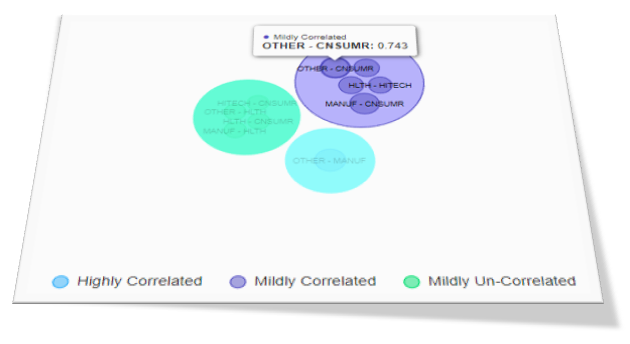 Mildly Correlated
OTHER - CNSUMR: 0.743
OTHER - CNSUMR
HLTH - HITECH
MANUF - CNSUMR
HITECH - CNSUMR
OTHER - HLTH
HLTH - CNSUMR
MANUF - HLTH
OTHER - MANUF
Highly Correlated
Mildly Correlated
Mildly Un-Correlated